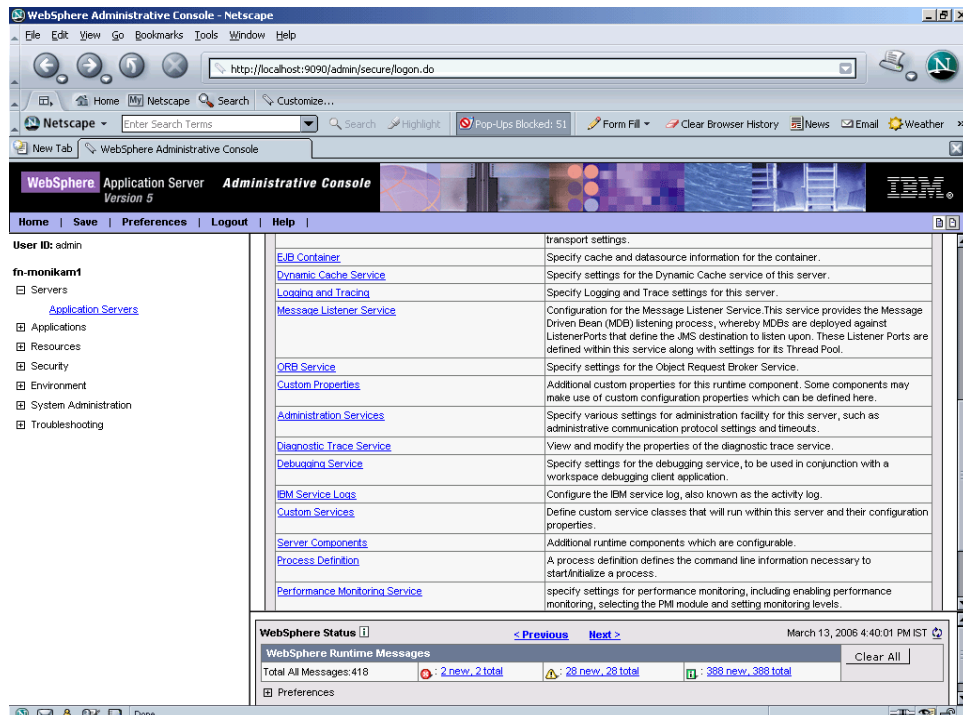 WebSphere Administrative Console - Netscape
File Edit View Go Bookmarks Tools Window Help
http://localhost:9090/admin/secure/logon.do
Home My Netscape Search Customize...
Netscape Enter Search Terms Search Highlight Pop-Ups Blocked: 51 Form Fill Clear Browser History News Email Weather
New Tab WebSphere Administrative Console
WebSphere Application Server Administrative Console
Version 5
IBM
Home | Save | Preferences | Logout | Help |
User ID: admin
fn-monikam1
Servers
Application Servers
Applications
Resources
Security
Environment
System Administration
Troubleshooting
transport settings.
EJB Container Specify cache and datasource information for the container.
Dynamic Cache Service Specify settings for the Dynamic Cache service of this server.
Logging and Tracing Specify Logging and Trace settings for this server.
Message Listener Service Configuration for the Message Listener Service.This service provides the Message
Driven Bean (MDB) listening process, whereby MDBs are deployed against
ListenerPorts that define the JMS destination to listen upon. These Listener Ports are
defined within this service along with settings for its Thread Pool.
ORB Service Specify settings for the Object Request Broker Service.
Custom Properties Additional custom properties for this runtime component. Some components may
make use of custom configuration properties which can be defined here.
Administration Services Specify various settings for administration facility for this server, such as
administrative communication protocol settings and timeouts.
Diagnostic Trace Service View and modify the properties of the diagnostic trace service.
Debugging Service Specify settings for the debugging service, to be used in conjunction with a
workspace debugging client application.
IBM Service Logs Configure the IBM service log, also known as the activity log.
Custom Services Define custom service classes that will run within this server and their configuration
properties.
Server Components Additional runtime components which are configurable.
Process Definition A process definition defines the command line information necessary to
start/initialize a process.
Performance Monitoring Service specify settings for performance monitoring, including enabling performance
monitoring, selecting the PMI module and setting monitoring levels.
WebSphere Status < Previous Next > March 13, 2006 4:40:01 PM IST
WebSphere Runtime Messages Clear All
Total All Messages:418 : 2 new, 2 total : 28 new, 28 total : 388 new, 388 total
Preferences
Done